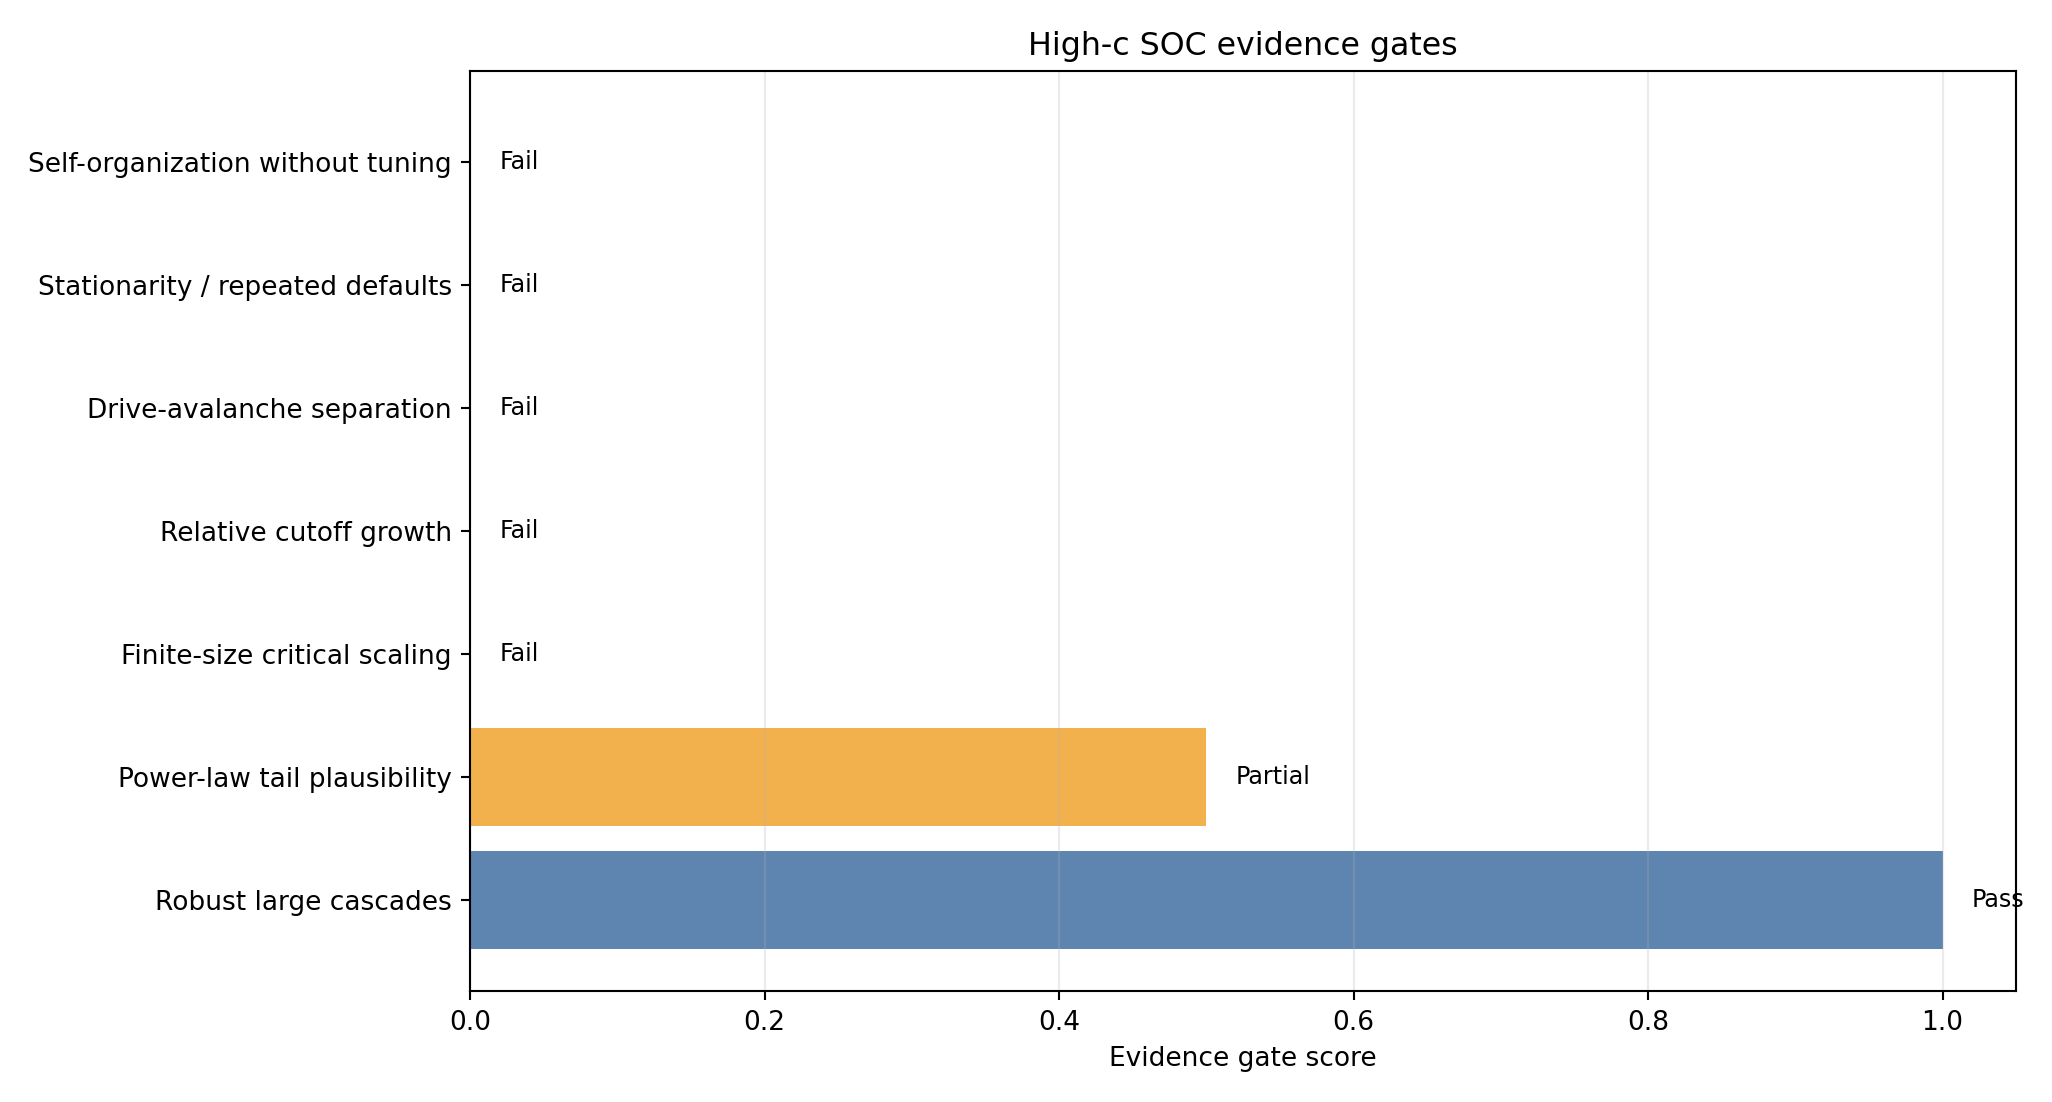 High-c SOC evidence gates
Self-organization without tuning
Fail
Stationarity / repeated defaults
Fail
Drive-avalanche separation
Fail
Relative cutoff growth
Fail
Finite-size critical scaling
Fail
Power-law tail plausibility
Partial
Robust large cascades
Pass
0.0 0.2 0.4 0.6 0.8 1.0
Evidence gate score